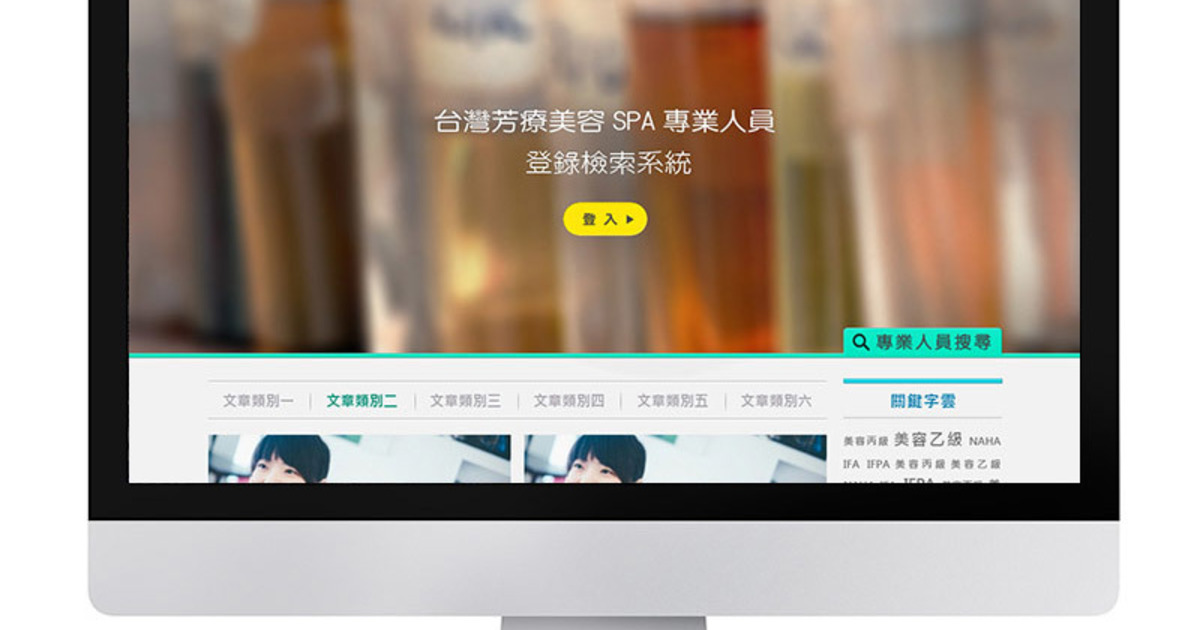 台灣芳療美容 SPA 專業人員
登錄檢索系統
登入
專業人員搜尋
文章類別一 | 文章類別二 | 文章類別三 | 文章類別四 | 文章類別五 | 文章類別六
關鍵字雲
美容丙級 美容乙級 NAHA
IFA IFPA 美容丙級 美容乙級